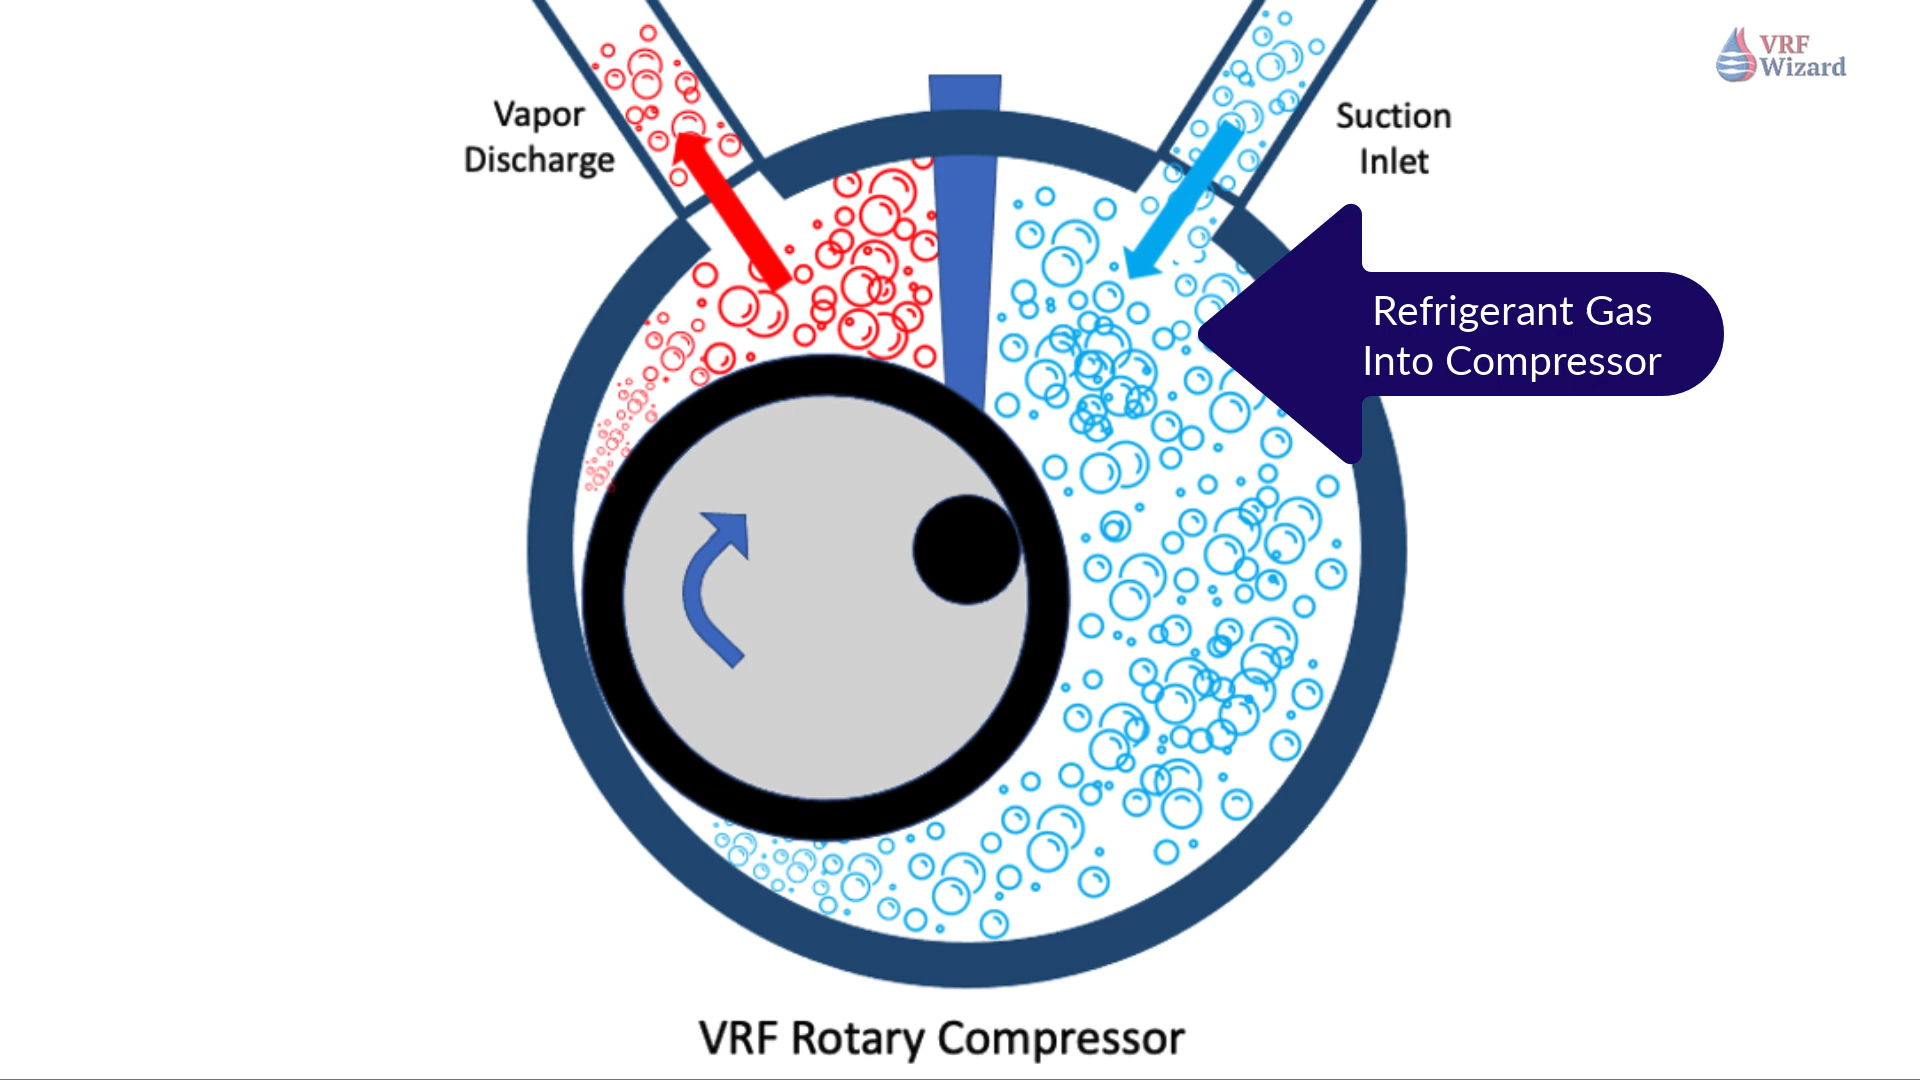 VRF
Wizard
Vapor
Discharge
Suction
Inlet
Refrigerant Gas
Into Compressor
VRF Rotary Compressor